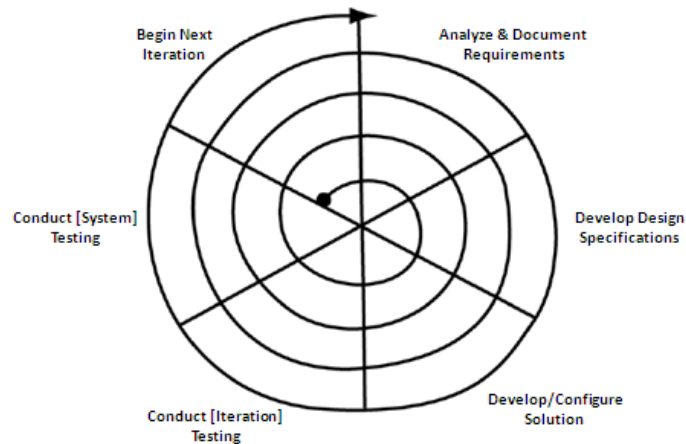 Begin Next
Iteration
Analyze & Document
Requirements
Conduct [System]
Testing
Develop Design
Specifications
Conduct [Iteration]
Testing
Develop/Configure
Solution